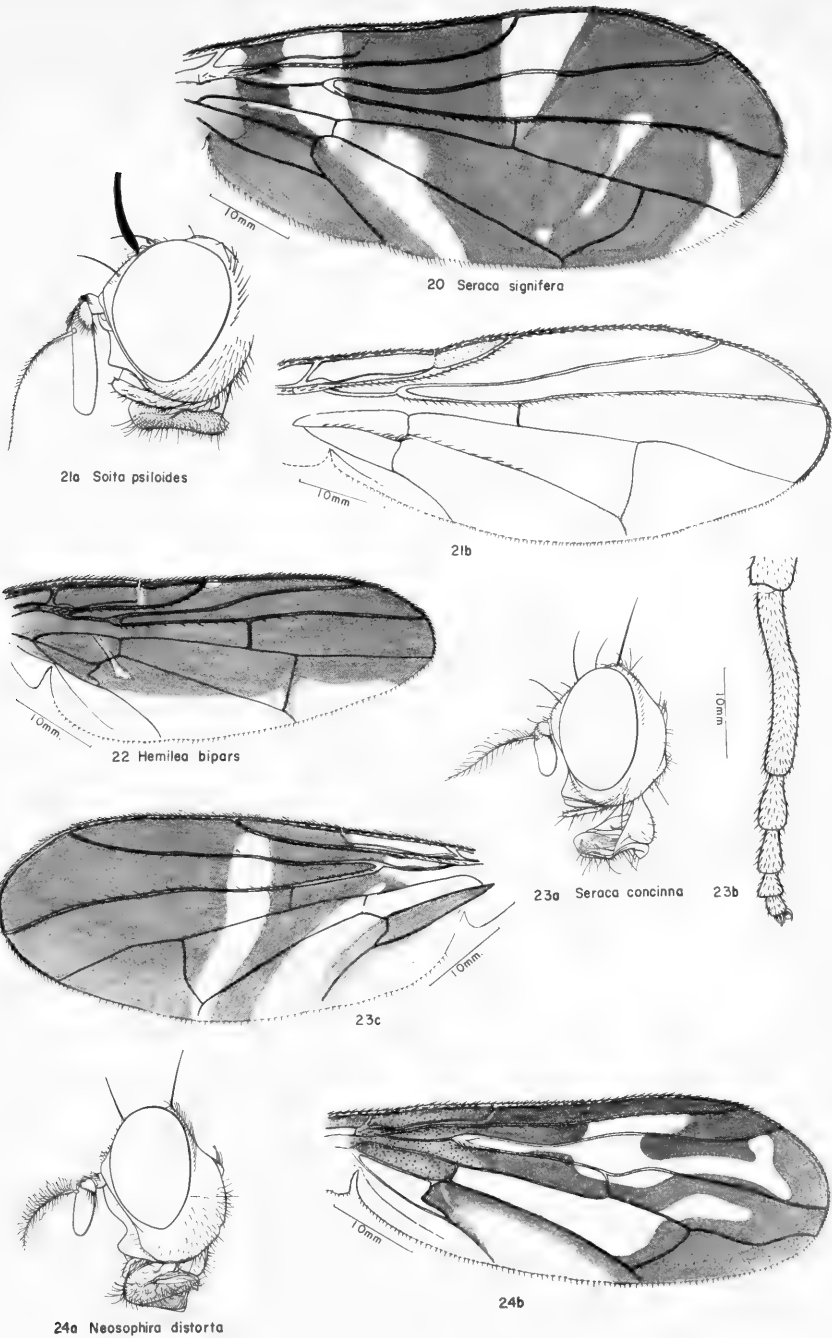 10mm
20 Seraca signifera
21a Soita psiloides
10mm
21b
10mm.
22 Hemilea bipars
10mm
23a Seraca concinna
23b
10mm.
23c
10mm
24a Neosophira distorta
24b